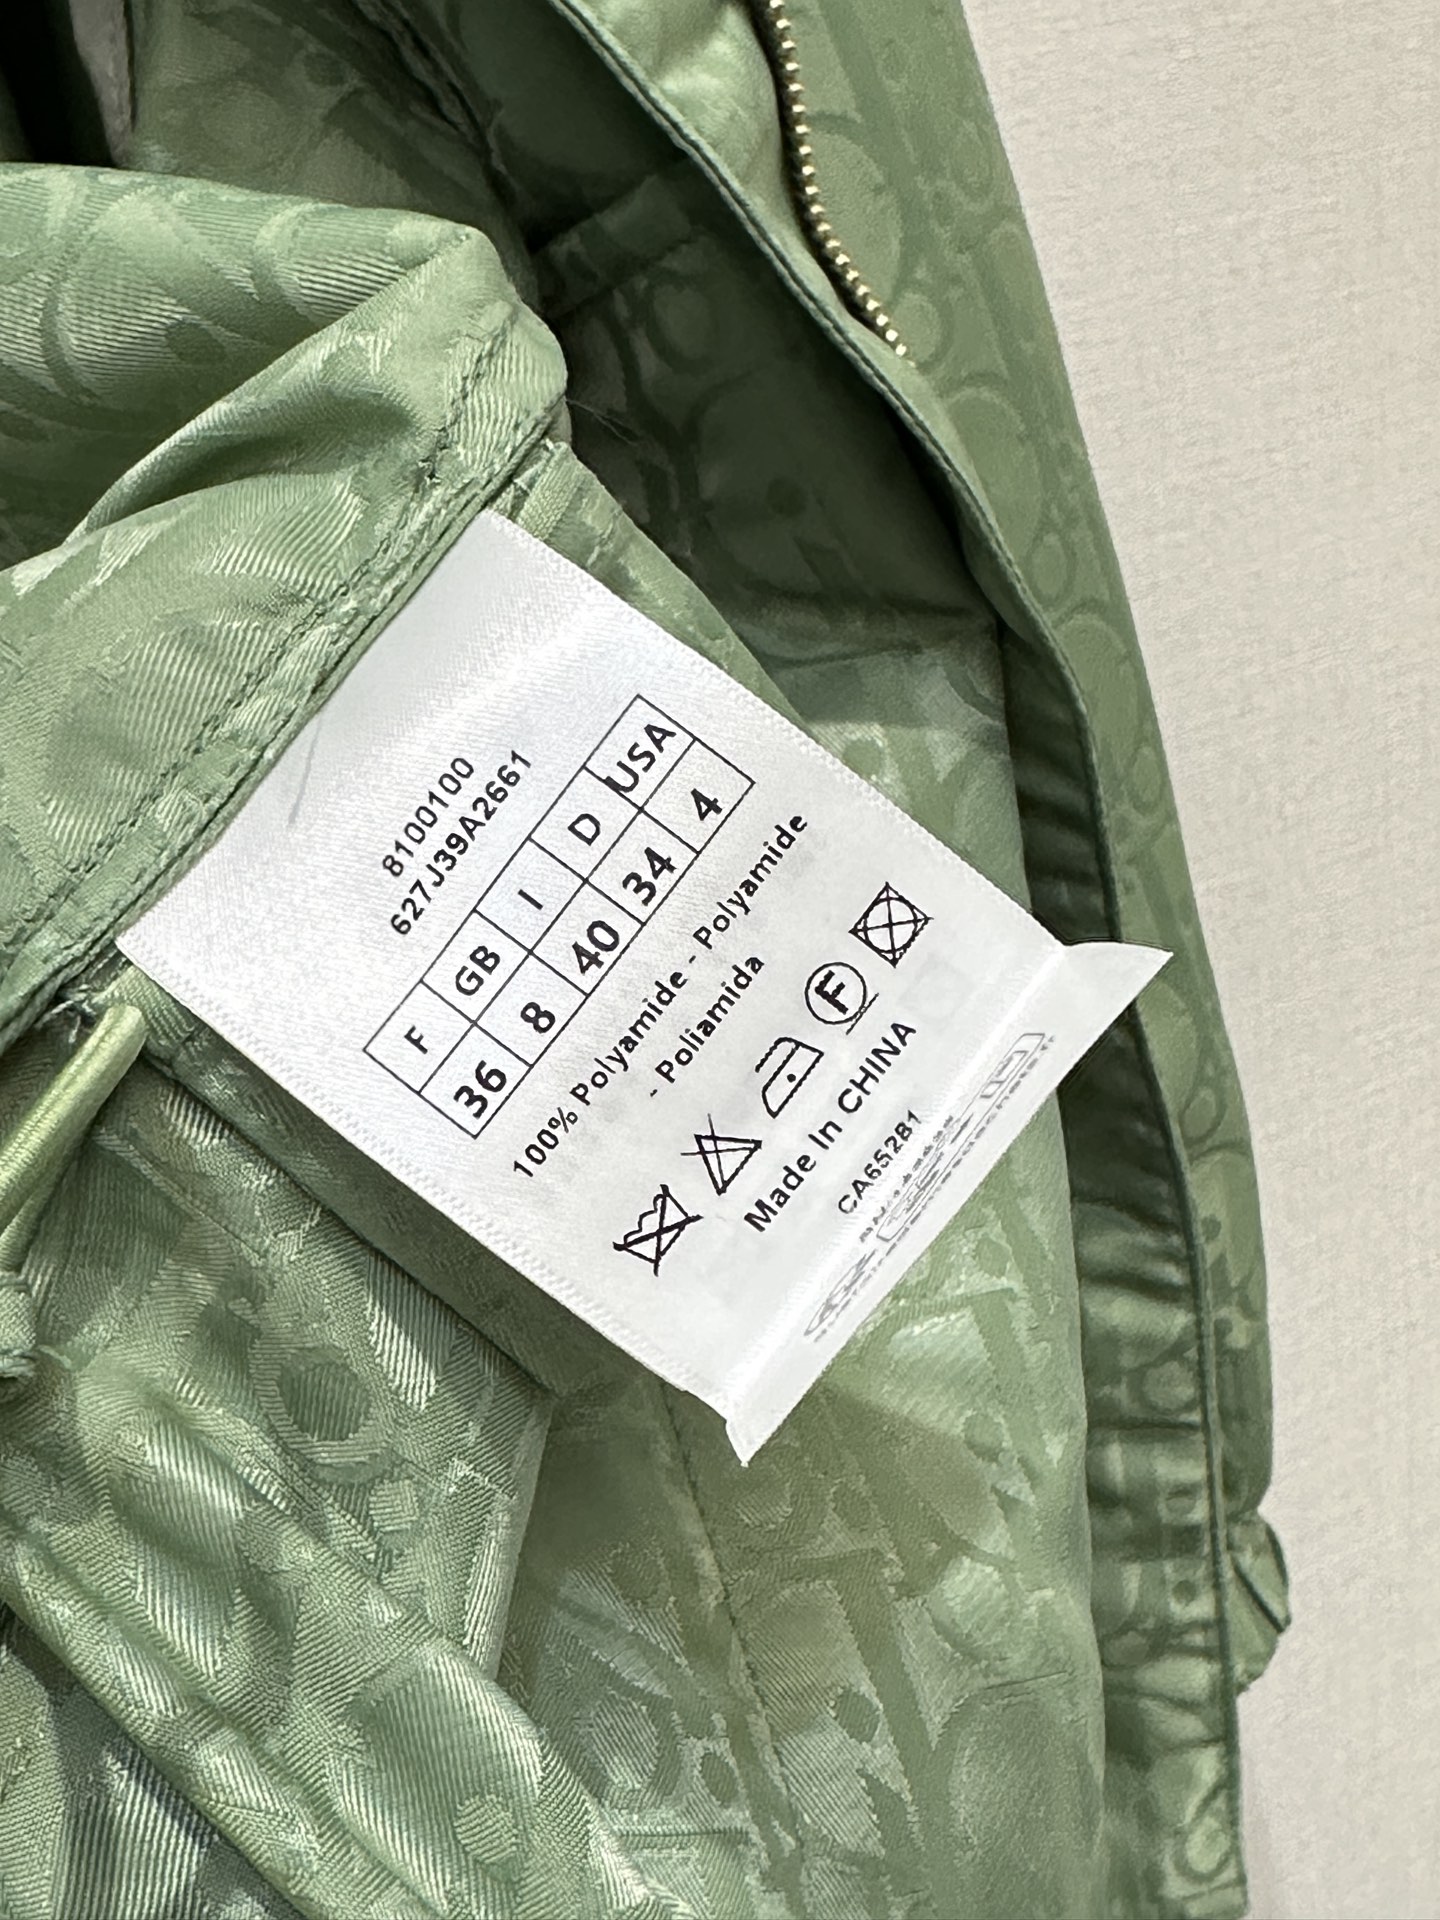 8100100
627J39A2661
F GB I D USA
36 8 40 34 4
100% Polyamide - Polyamide
- Poliamida
F
Made In CHINA
CA65281